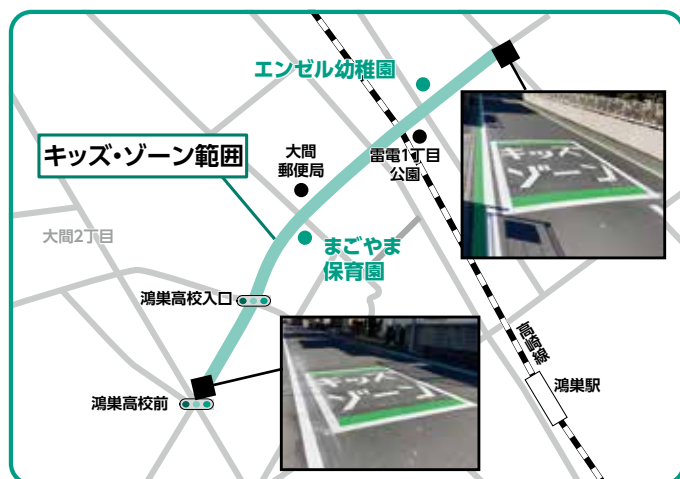 エンゼル幼稚園
キッズ・ゾーン範囲
大間
郵便局
雷電1丁目
公園
キッズ
ゾーン
大間2丁目
まごやま
保育園
鴻巣高校入口
高崎線
鴻巣駅
キッズ
ゾーン
鴻巣高校前